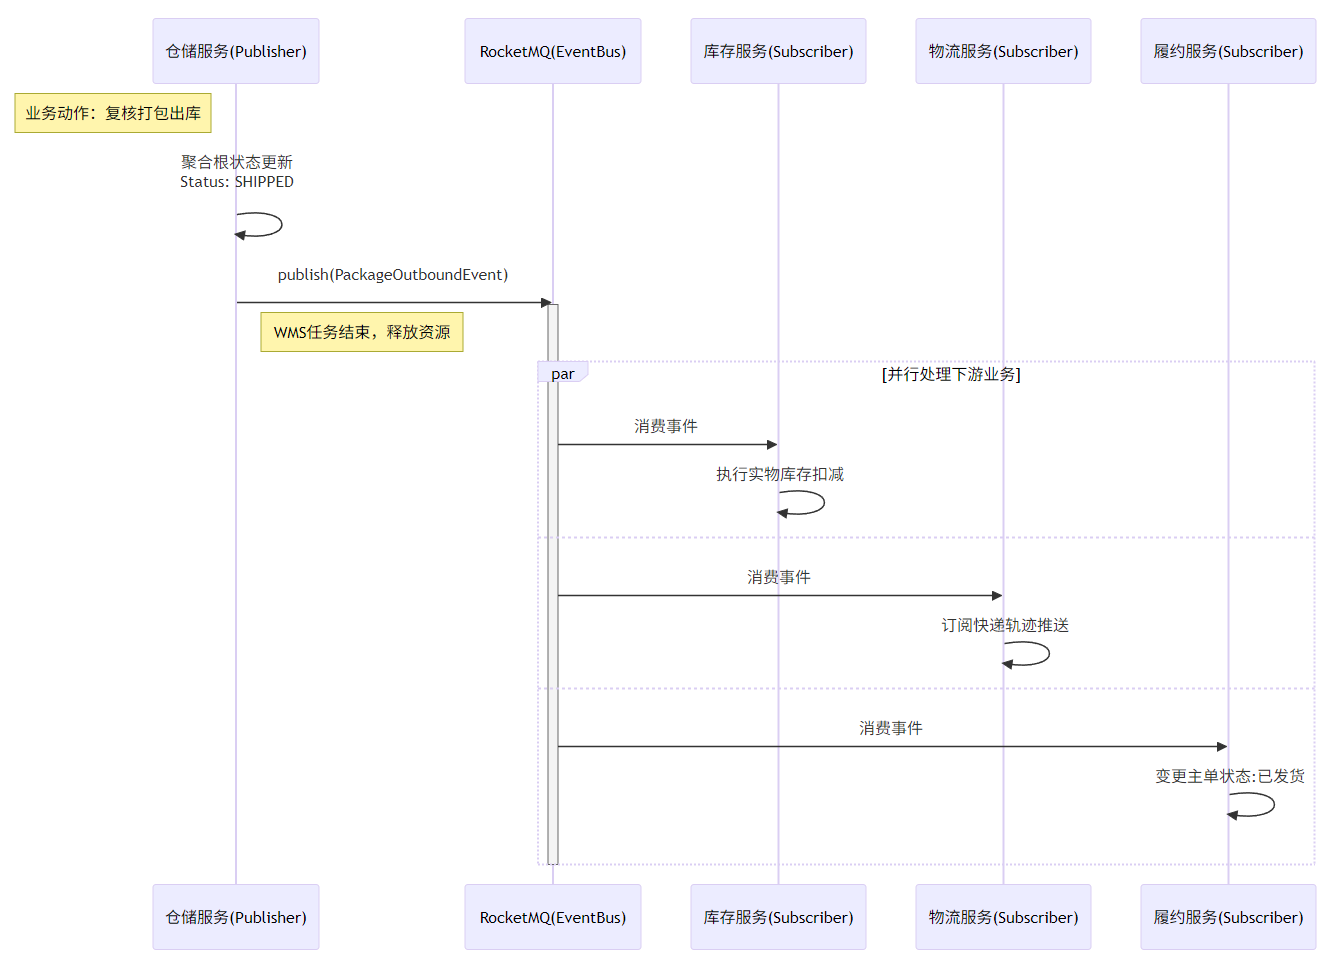 仓储服务(Publisher)
RocketMQ(EventBus)
库存服务(Subscriber)
物流服务(Subscriber)
履约服务(Subscriber)
业务动作：复核打包出库
聚合根状态更新
Status: SHIPPED
publish(PackageOutboundEvent)
WMS任务结束，释放资源
par
[并行处理下游业务]
消费事件
执行实物库存扣减
消费事件
订阅快递轨迹推送
消费事件
变更主单状态:已发货
仓储服务(Publisher)
RocketMQ(EventBus)
库存服务(Subscriber)
物流服务(Subscriber)
履约服务(Subscriber)